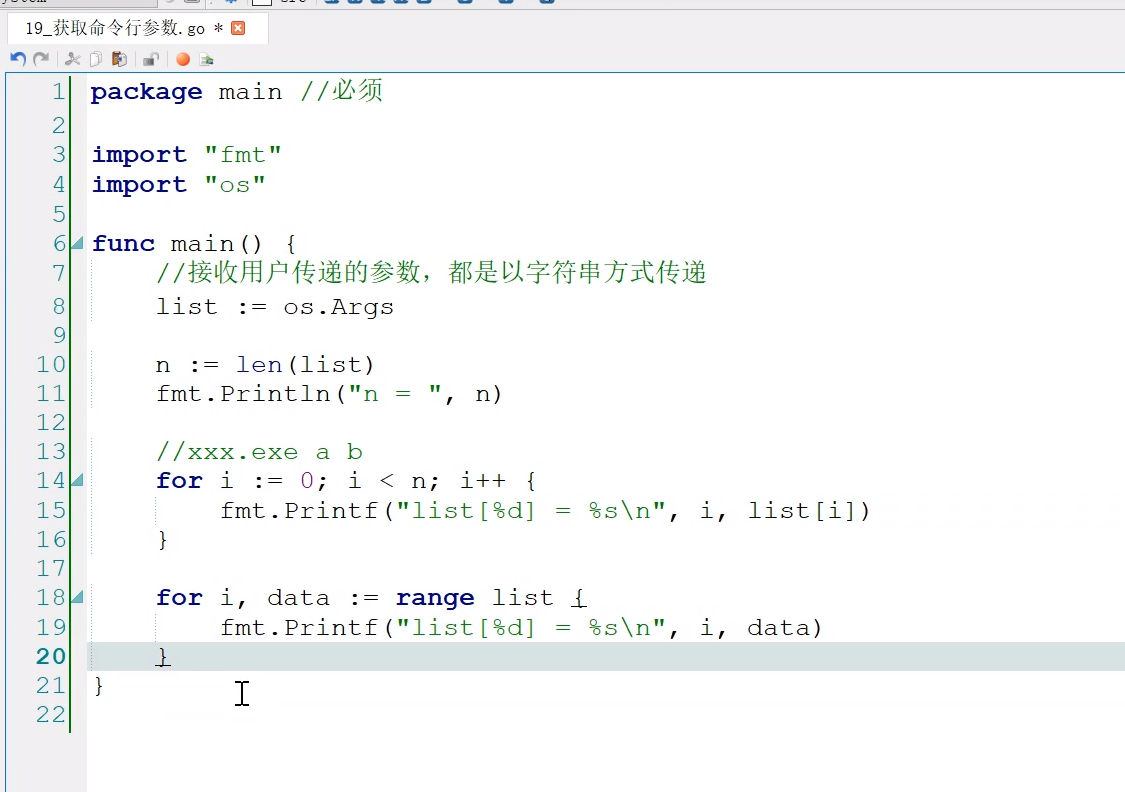 19_获取命令行参数.go *
1 package main //必须
2
3 import "fmt"
4 import "os"
5
6 func main() {
7 //接收用户传递的参数，都是以字符串方式传递
8 list := os.Args
9
10 n := len(list)
11 fmt.Println("n = ", n)
12
13 //xxx.exe a b
14 for i := 0; i < n; i++ {
15 fmt.Printf("list[%d] = %s\n", i, list[i])
16 }
17
18 for i, data := range list {
19 fmt.Printf("list[%d] = %s\n", i, data)
20 }
21 }
22